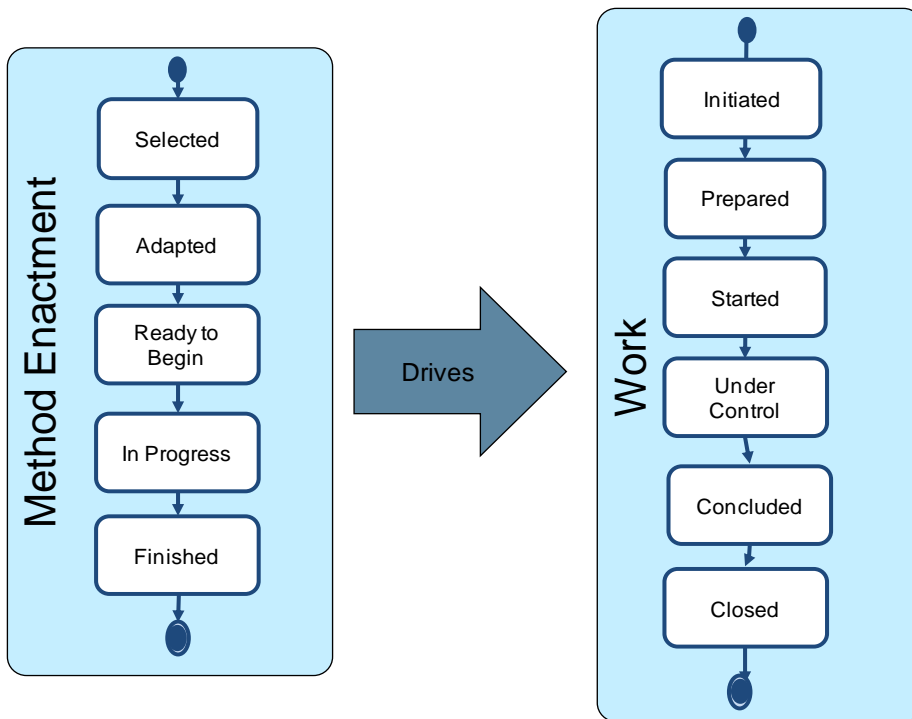 Method Enactment
Selected
Adapted
Ready to
Begin
In Progress
Finished
Drives
Work
Initiated
Prepared
Started
Under
Control
Concluded
Closed